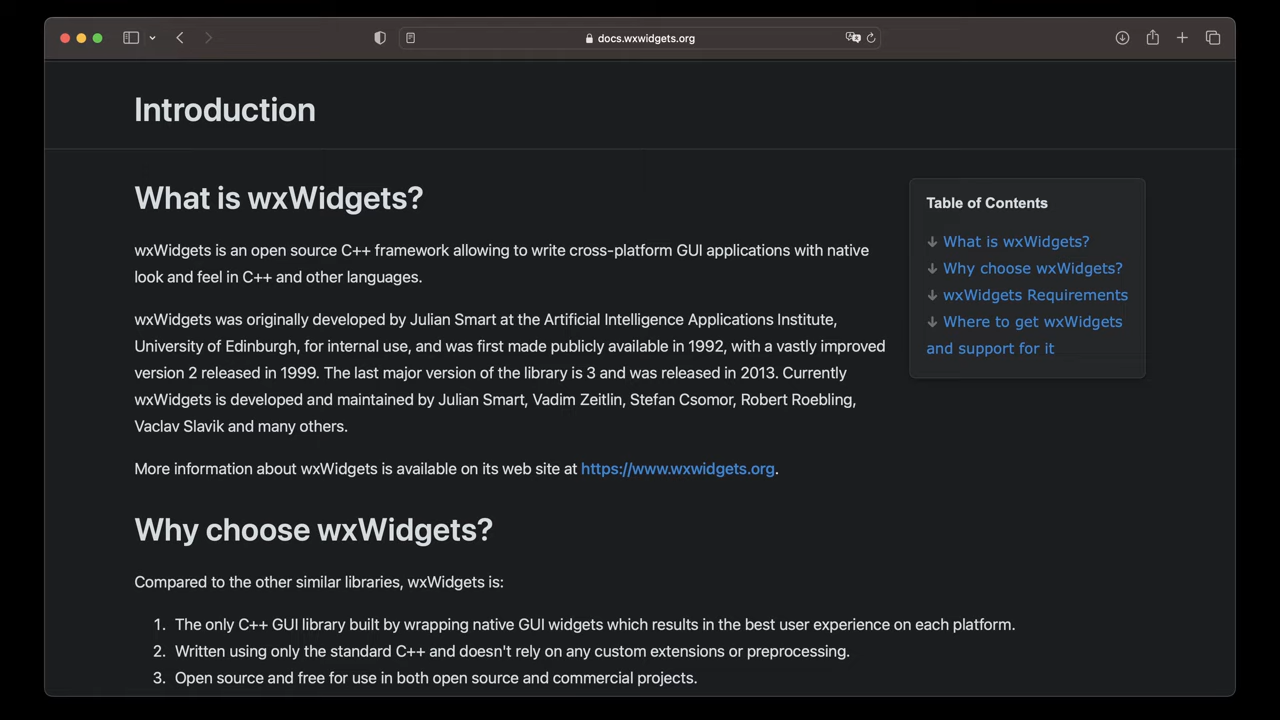 docs.wxwidgets.org
Introduction
What is wxWidgets?
wxWidgets is an open source C++ framework allowing to write cross-platform GUI applications with native
look and feel in C++ and other languages.
wxWidgets was originally developed by Julian Smart at the Artificial Intelligence Applications Institute,
University of Edinburgh, for internal use, and was first made publicly available in 1992, with a vastly improved
version 2 released in 1999. The last major version of the library is 3 and was released in 2013. Currently
wxWidgets is developed and maintained by Julian Smart, Vadim Zeitlin, Stefan Csomor, Robert Roebling,
Vaclav Slavik and many others.
More information about wxWidgets is available on its web site at https://www.wxwidgets.org.
Table of Contents
↓ What is wxWidgets?
↓ Why choose wxWidgets?
↓ wxWidgets Requirements
↓ Where to get wxWidgets
and support for it
Why choose wxWidgets?
Compared to the other similar libraries, wxWidgets is:
1. The only C++ GUI library built by wrapping native GUI widgets which results in the best user experience on each platform.
2. Written using only the standard C++ and doesn't rely on any custom extensions or preprocessing.
3. Open source and free for use in both open source and commercial projects.